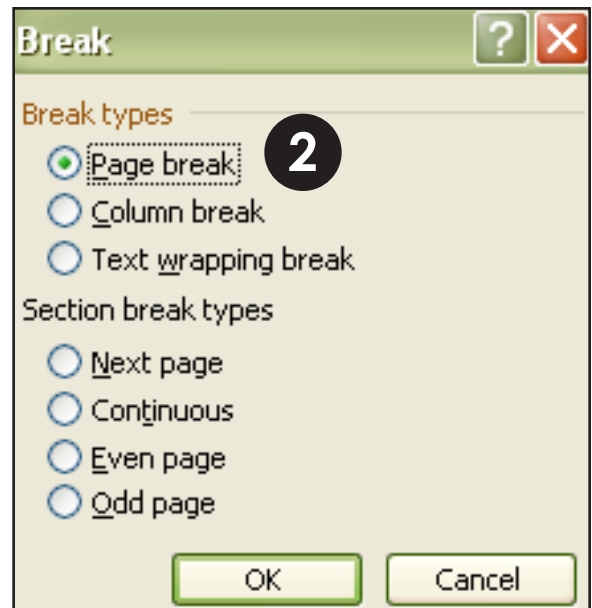 Break ?
Break types
Page break 2
Column break
Text wrapping break
Section break types
Next page
Continuous
Even page
Odd page
OK Cancel